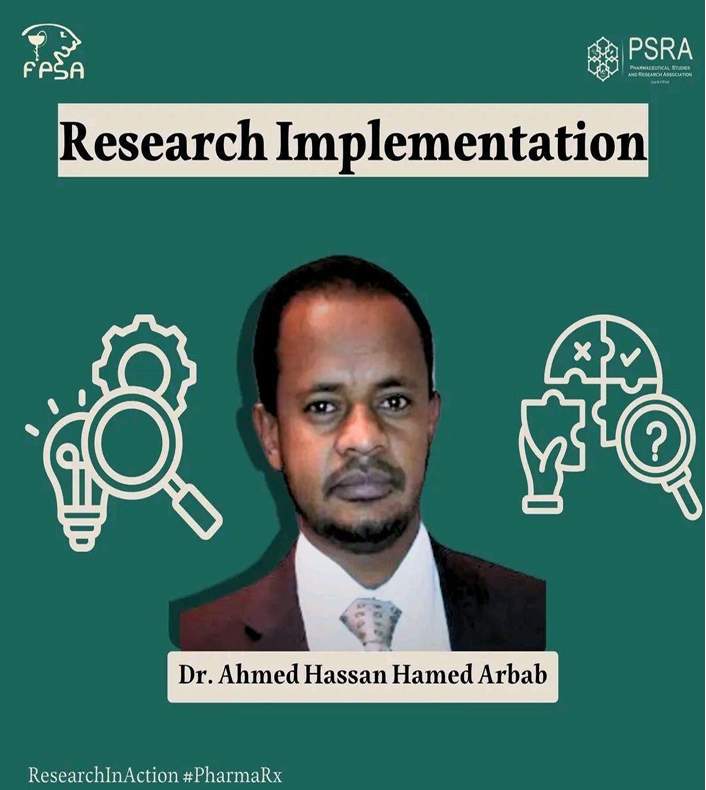 FPSA
PSRA
PHARMACEUTICAL STUDIES
AND RESEARCH ASSOCIATION
Research Implementation
?
Dr. Ahmed Hassan Hamed Arbab
ResearchInAction #PharmaRx